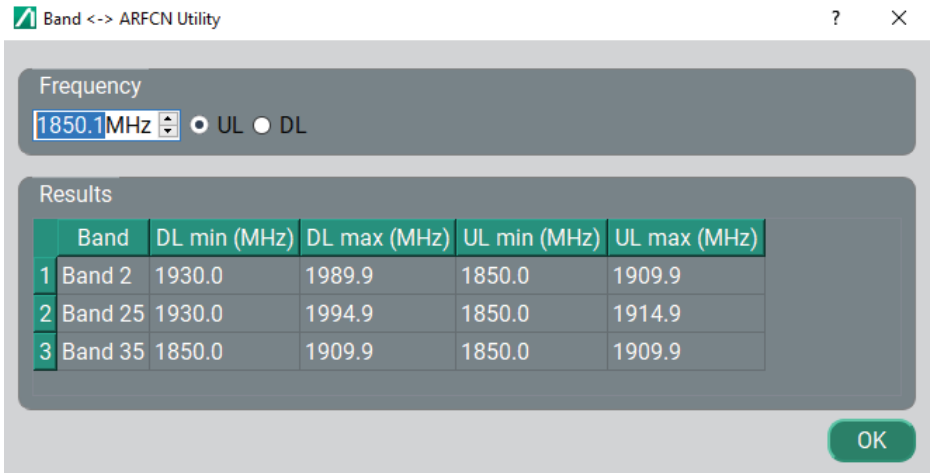 Band <-> ARFCN Utility ? ×
Frequency
1850.1MHz UL DL
Results
Band DL min (MHz) DL max (MHz) UL min (MHz) UL max (MHz)
1 Band 2 1930.0 1989.9 1850.0 1909.9
2 Band 25 1930.0 1994.9 1850.0 1914.9
3 Band 35 1850.0 1909.9 1850.0 1909.9
OK